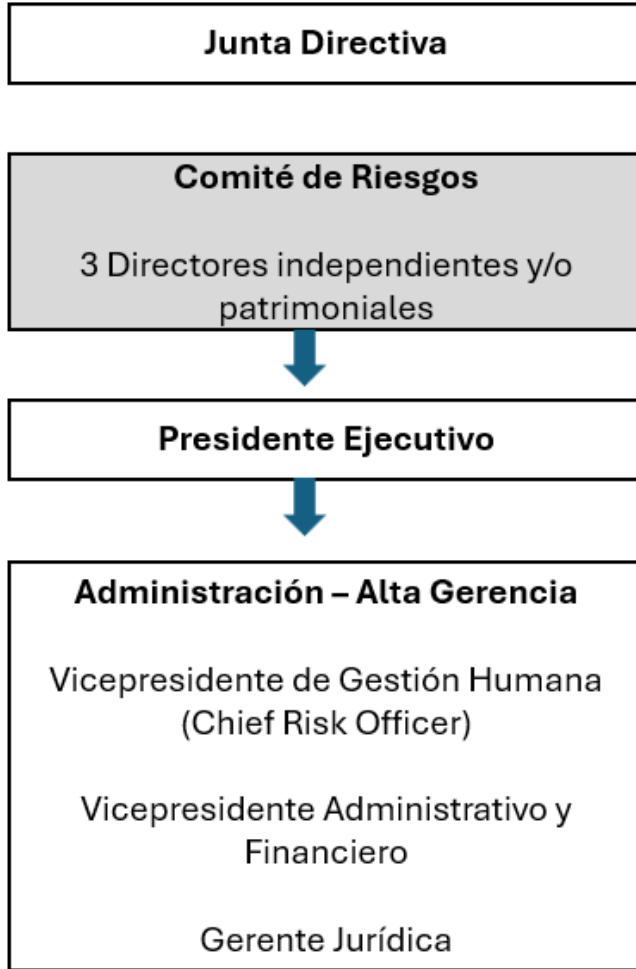 Junta Directiva
Comité de Riesgos
3 Directores independientes y/o
patrimoniales
Presidente Ejecutivo
Administración – Alta Gerencia
Vicepresidente de Gestión Humana
(Chief Risk Officer)
Vicepresidente Administrativo y
Financiero
Gerente Jurídica